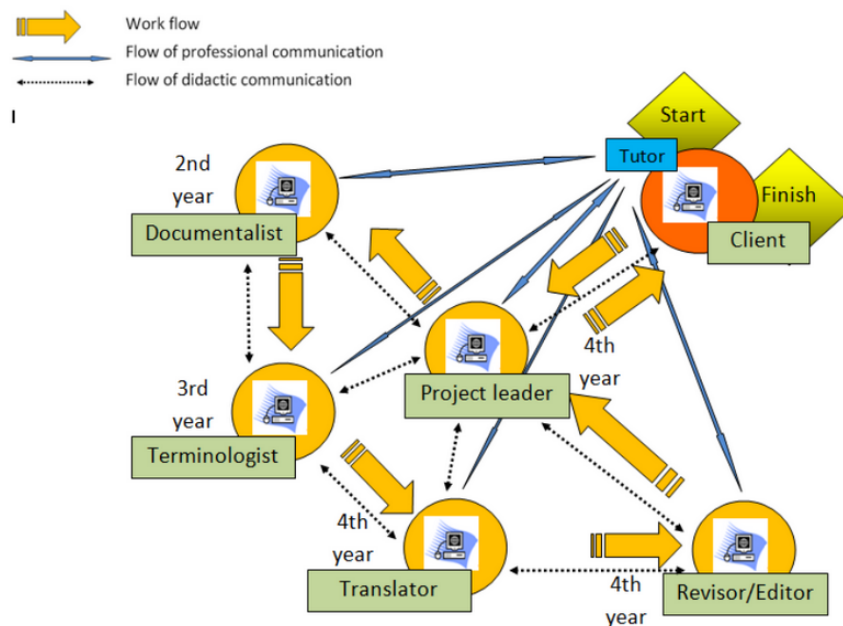 Work flow
Flow of professional communication
Flow of didactic communication
I
Start
Tutor
2nd
year
Finish
Documentalist
Client
4th
year
3rd
year
Project leader
Terminologist
4th
year
Translator
4th
year
Revisor/Editor